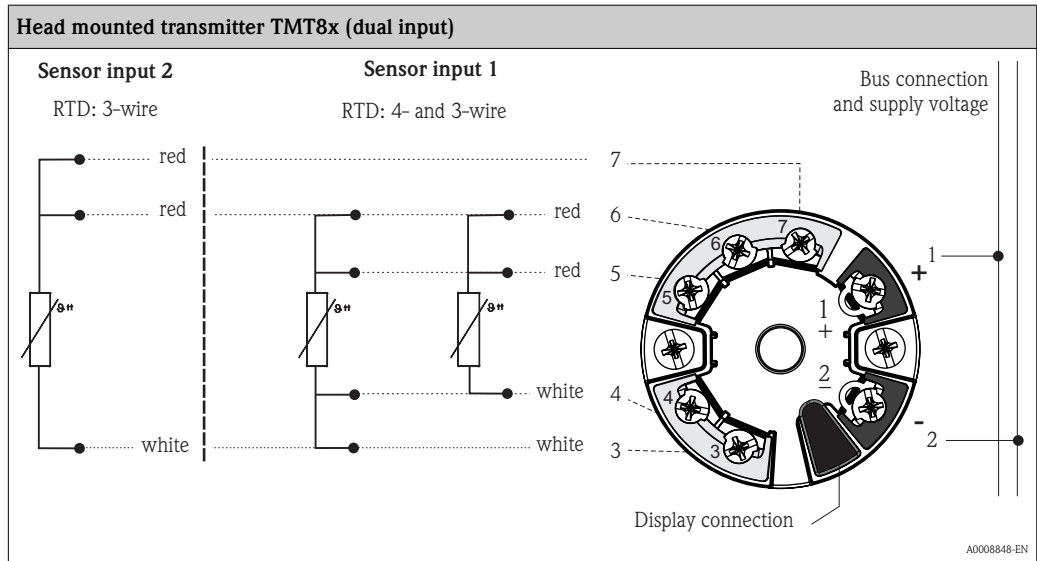 Head mounted transmitter TMT8x (dual input)
Sensor input 2
Sensor input 1
RTD: 3-wire
RTD: 4- and 3-wire
Bus connection
and supply voltage
red
7
red
red
6
red
5
white
4
white
white
3
7
6
5
4
3
1
+
2
-
1
+
-
2
ϑ
ϑ
ϑ
Display connection
A0008848-EN